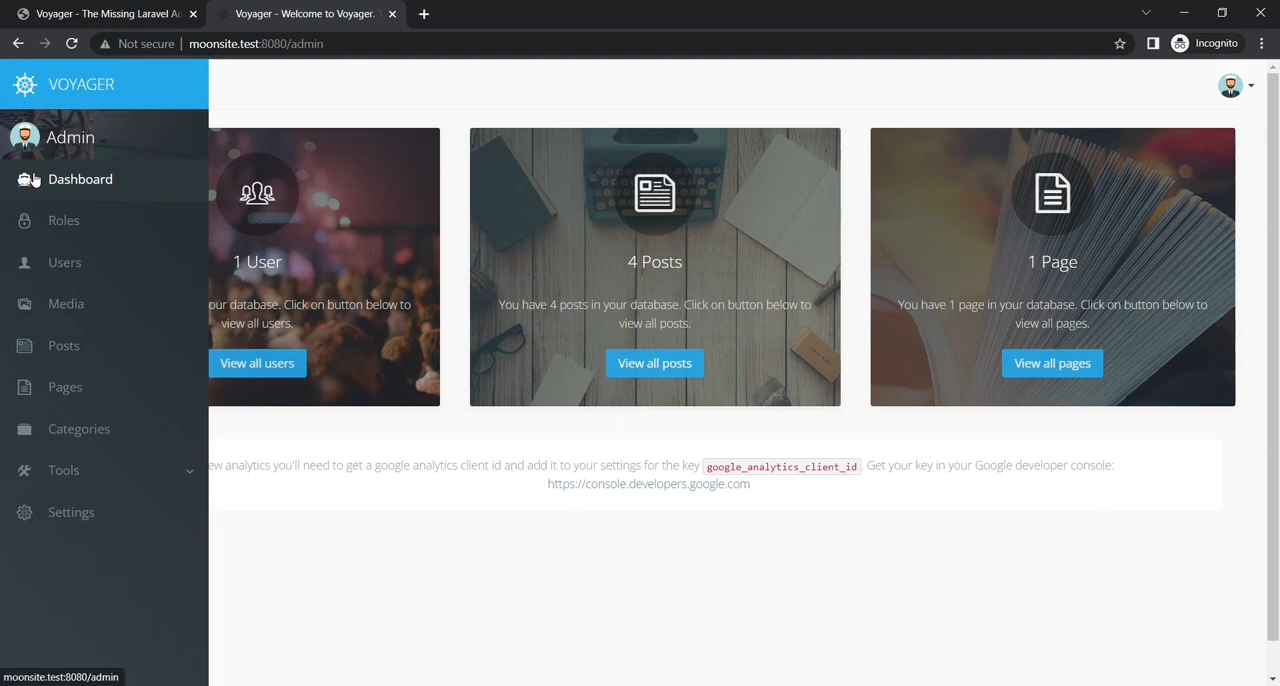 Voyager - The Missing Laravel Ad
Voyager - Welcome to Voyager.
Not secure
moonsite.test:8080/admin
Incognito
VOYAGER
Admin
Dashboard
Roles
Users
Media
Posts
Pages
Categories
Tools
Settings
1 User
our database. Click on button below to
view all users.
View all users
4 Posts
You have 4 posts in your database. Click on button below to
view all posts.
View all posts
1 Page
You have 1 page in your database. Click on button below to
view all pages.
View all pages
ew analytics you'll need to get a google analytics client id and add it to your settings for the key google_analytics_client_id. Get your key in your Google developer console:
https://console.developers.google.com
moonsite.test:8080/admin